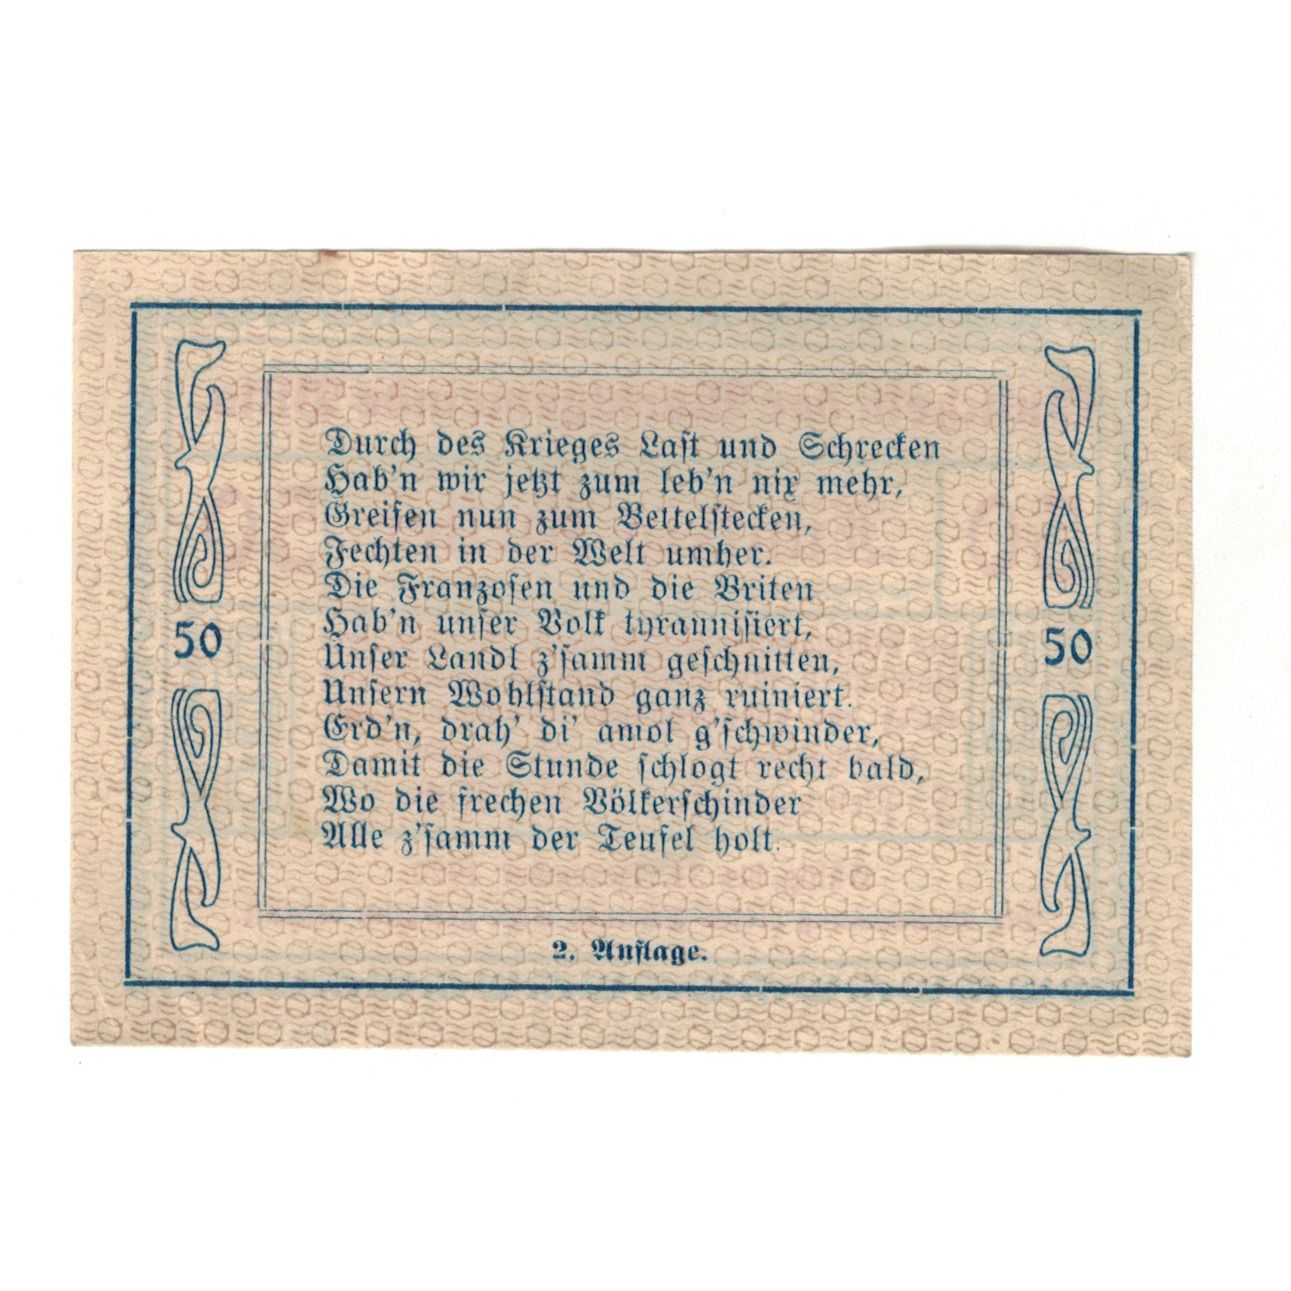 Durch des Krieges Last und Schrecken
Hab'n wir jetzt zum leb'n nix mehr,
Greifen nun zum Bettelstecken,
Fechten in der Welt umher.
Die Franzosen und die Briten
Hab'n unser Volk tyrannisiert,
50 Unser Landl z'samm geschnitten, 50
Unsern Wohlstand ganz ruiniert.
Erd'n, drah' di' amol g'schwinder,
Damit die Stunde schlogt recht bald,
Wo die frechen Völkerschinder
Alle z'samm der Teufel holt.
2. Auflage.